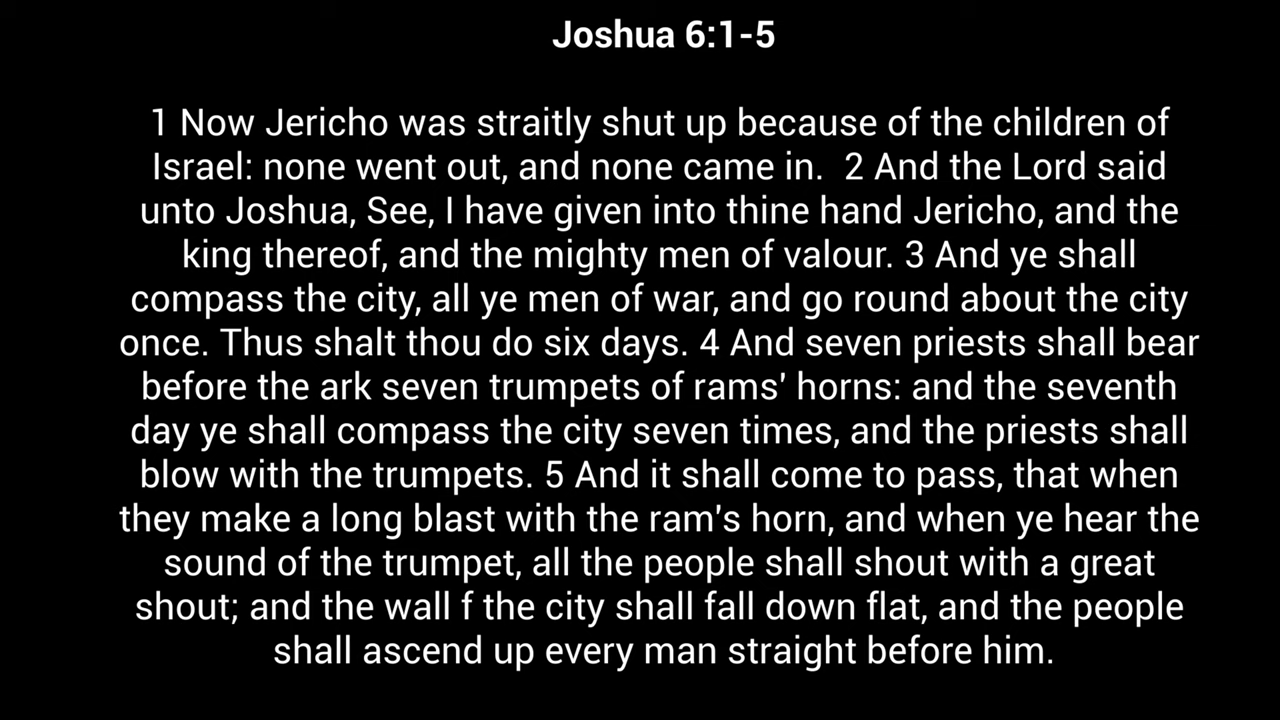 Joshua 6:1-5
1 Now Jericho was straitly shut up because of the children of
Israel: none went out, and none came in.  2 And the Lord said
unto Joshua, See, I have given into thine hand Jericho, and the
king thereof, and the mighty men of valour. 3 And ye shall
compass the city, all ye men of war, and go round about the city
once. Thus shalt thou do six days. 4 And seven priests shall bear
before the ark seven trumpets of rams' horns: and the seventh
day ye shall compass the city seven times, and the priests shall
blow with the trumpets. 5 And it shall come to pass, that when
they make a long blast with the ram's horn, and when ye hear the
sound of the trumpet, all the people shall shout with a great
shout; and the wall f the city shall fall down flat, and the people
shall ascend up every man straight before him.